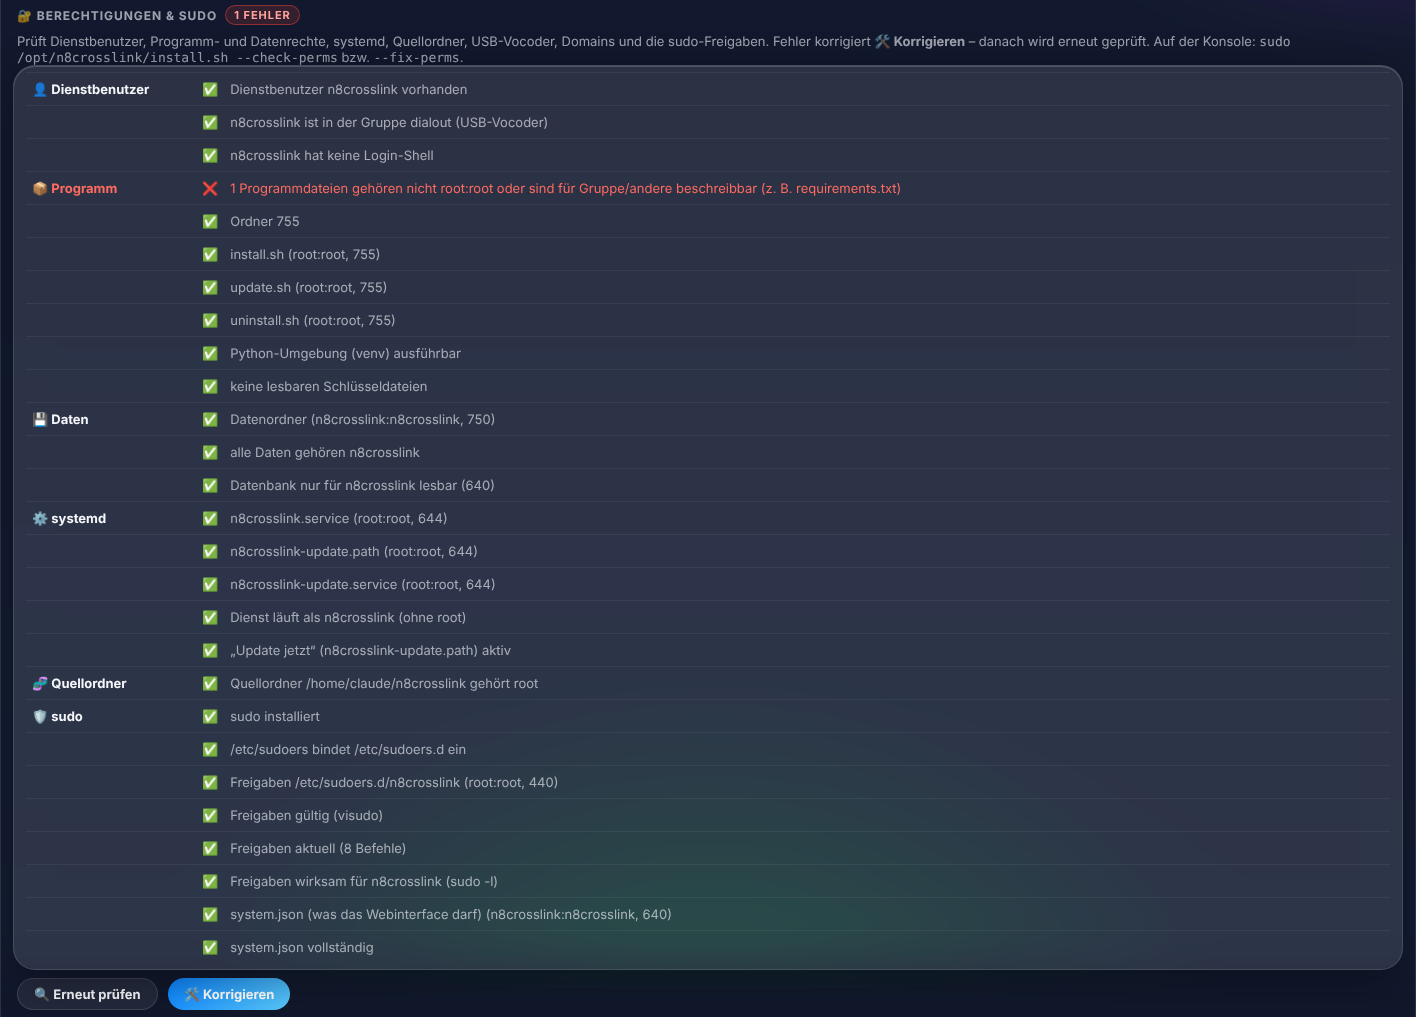 🔐 BERECHTIGUNGEN & SUDO 1 FEHLER
Prüft Dienstbenutzer, Programm- und Datenrechte, systemd, Quellordner, USB-Vocoder, Domains und die sudo-Freigaben. Fehler korrigiert 🛠️ Korrigieren – danach wird erneut geprüft. Auf der Konsole: sudo
/opt/n8crosslink/install.sh --check-perms bzw. --fix-perms.
👤 Dienstbenutzer ✅ Dienstbenutzer n8crosslink vorhanden
✅ n8crosslink ist in der Gruppe dialout (USB-Vocoder)
✅ n8crosslink hat keine Login-Shell
📦 Programm ❌ 1 Programmdateien gehören nicht root:root oder sind für Gruppe/andere beschreibbar (z. B. requirements.txt)
✅ Ordner 755
✅ install.sh (root:root, 755)
✅ update.sh (root:root, 755)
✅ uninstall.sh (root:root, 755)
✅ Python-Umgebung (venv) ausführbar
✅ keine lesbaren Schlüsseldateien
💾 Daten ✅ Datenordner (n8crosslink:n8crosslink, 750)
✅ alle Daten gehören n8crosslink
✅ Datenbank nur für n8crosslink lesbar (640)
⚙️ systemd ✅ n8crosslink.service (root:root, 644)
✅ n8crosslink-update.path (root:root, 644)
✅ n8crosslink-update.service (root:root, 644)
✅ Dienst läuft als n8crosslink (ohne root)
✅ „Update jetzt“ (n8crosslink-update.path) aktiv
🧬 Quellordner ✅ Quellordner /home/claude/n8crosslink gehört root
🛡️ sudo ✅ sudo installiert
✅ /etc/sudoers bindet /etc/sudoers.d ein
✅ Freigaben /etc/sudoers.d/n8crosslink (root:root, 440)
✅ Freigaben gültig (visudo)
✅ Freigaben aktuell (8 Befehle)
✅ Freigaben wirksam für n8crosslink (sudo -l)
✅ system.json (was das Webinterface darf) (n8crosslink:n8crosslink, 640)
✅ system.json vollständig
🔍 Erneut prüfen 🛠️ Korrigieren